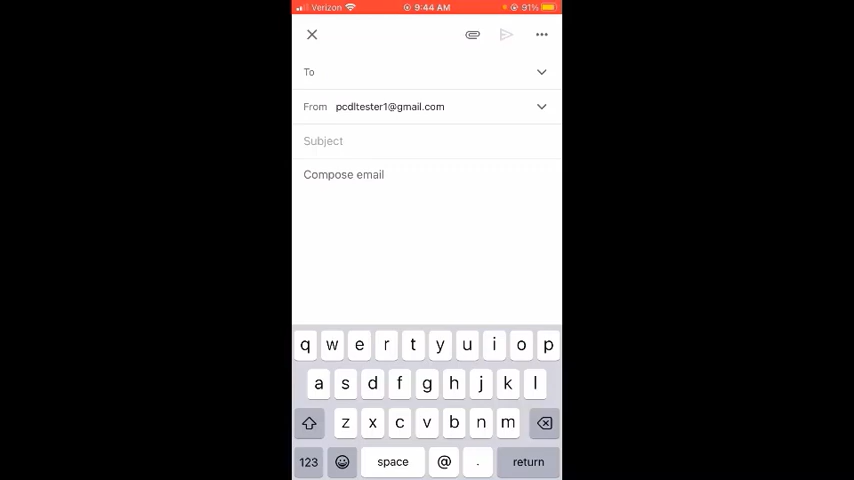 Verizon 9:44 AM 91%
To
From pcdltester1@gmail.com
Subject
Compose email
q w e r t y u i o p
a s d f g h j k l
z x c v b n m
123 space @ . return